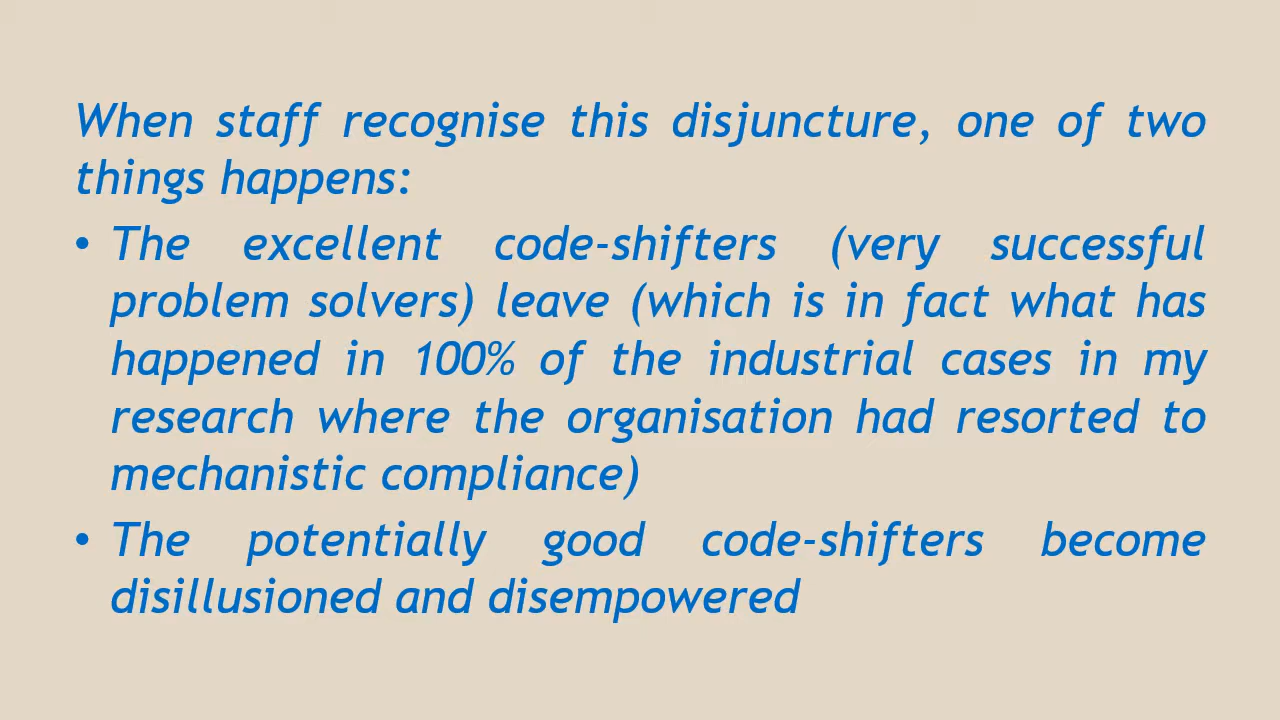 When staff recognise this disjuncture, one of two
things happens:
• The excellent code-shifters (very successful
problem solvers) leave (which is in fact what has
happened in 100% of the industrial cases in my
research where the organisation had resorted to
mechanistic compliance)
• The potentially good code-shifters become
disillusioned and disempowered